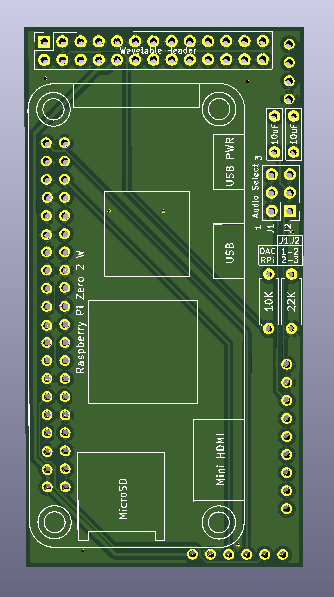 Wavetable Header
10uF
10uF
USB PWR
1 Audio Select 3
J1
J2
USB
J1 J2
DAC 1-2
RPi 2-3
Raspberry Pi Zero 2 W
10K
22K
Mini HDMI
MicroSD